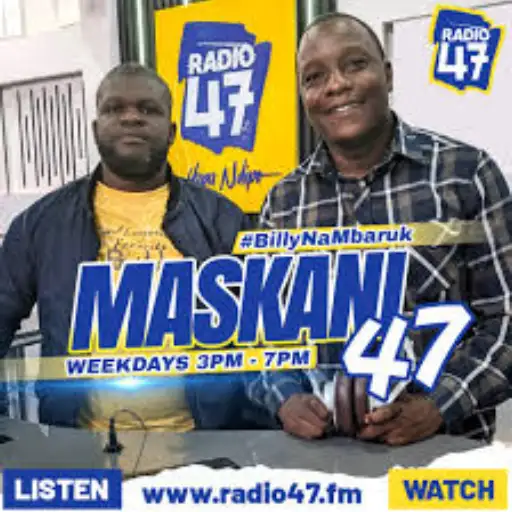 RADIO
47
RADIO
47
#BillyNaMbaruk
MASKANI
47
WEEKDAYS 3PM - 7PM
LISTEN
www.radio47.fm
WATCH